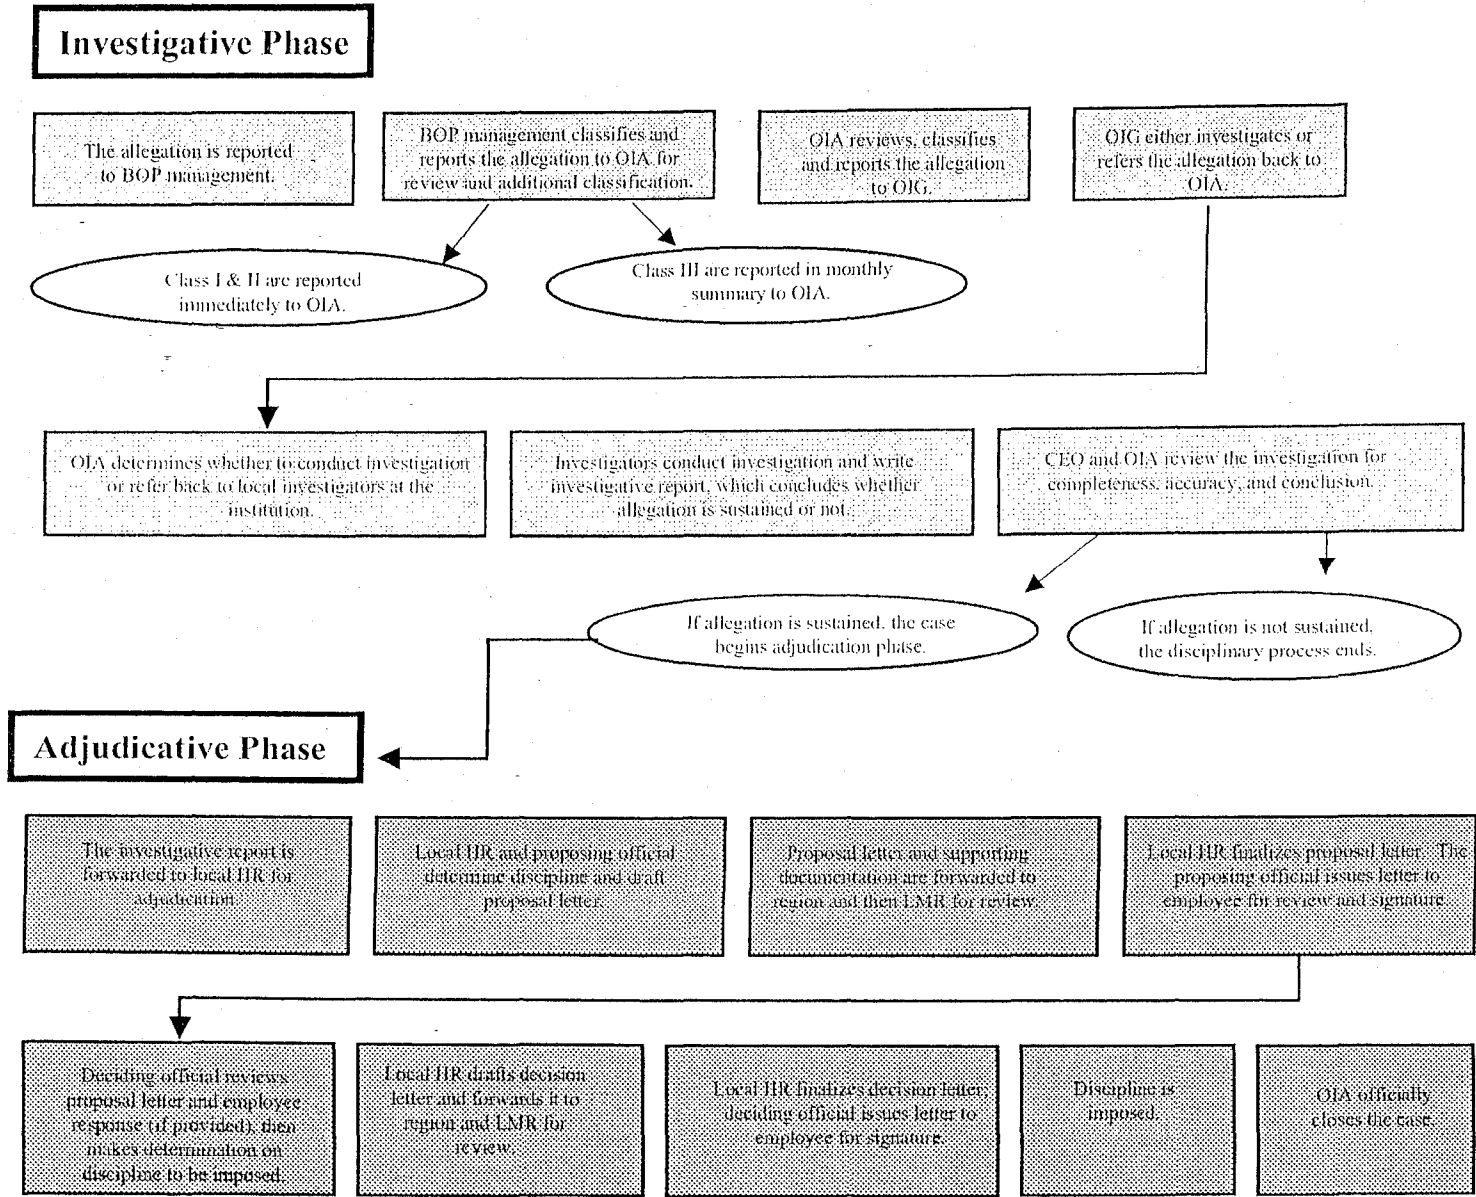 Investigative Phase
The allegation is reported
to BOP management.
BOP management classifies and
reports the allegation to OIA for
review and additional classification.
OIA reviews, classifies
and reports the allegation
to OIG.
OIG either investigates or
refers the allegation back to
OIA.
Class I & II are reported
immediately to OIA.
Class III are reported in monthly
summary to OIA.
OIA determines whether to conduct investigation
or refer back to local investigators at the
institution.
Investigators conduct investigation and write
investigative report, which concludes whether
allegation is sustained or not.
CEO and OIA review the investigation for
completeness, accuracy, and conclusion.
If allegation is sustained, the case
begins adjudication phase.
If allegation is not sustained,
the disciplinary process ends.
Adjudicative Phase
The investigative report is
forwarded to local HR for
adjudication.
Local HR and proposing official
determine discipline and draft
proposal letter.
Proposal letter and supporting
documentation are forwarded to
region and then LMR for review.
Local HR finalizes proposal letter. The
proposing official issues letter to
employee for review and signature.
Deciding official reviews
proposal letter and employee
response (if provided), then
makes determination on
discipline to be imposed.
Local HR drafts decision
letter and forwards it to
region and LMR for
review.
Local HR finalizes decision letter;
deciding official issues letter to
employee for signature.
Discipline is
imposed.
OIA officially
closes the case.